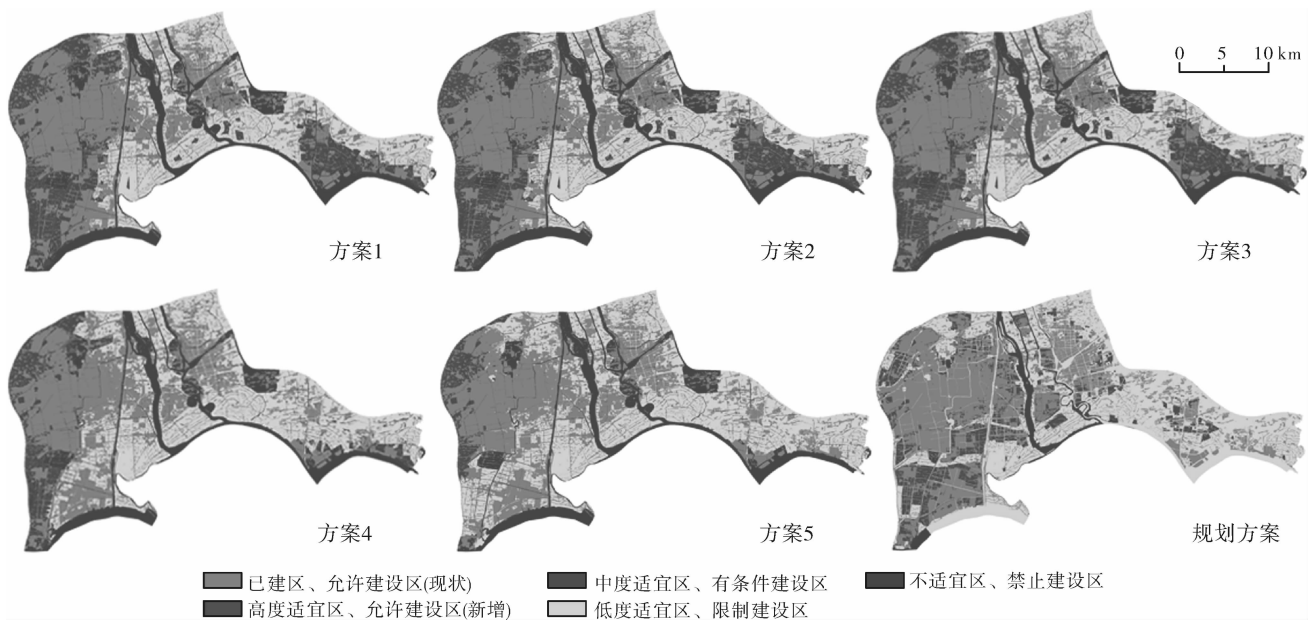 0 5 10 km
方案1
方案2
方案3
方案4
方案5
规划方案
已建区、允许建设区(现状)
中度适宜区、有条件建设区
不适宜区、禁止建设区
高度适宜区、允许建设区(新增)
低度适宜区、限制建设区